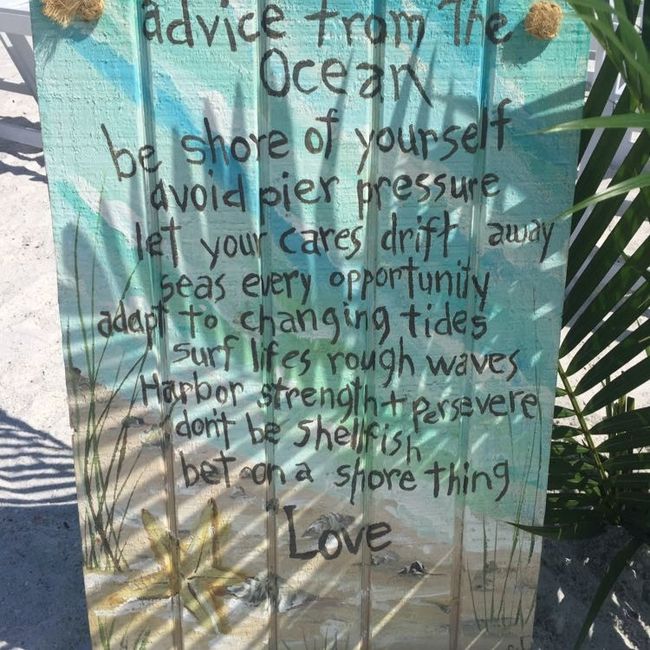 advice from The
Ocean
be shore of yourself
avoid pier pressure
let your cares drift away
seas every opportunity
adapt to changing tides
surf lifes rough waves
Harbor strength + persevere
don't be shellfish
bet on a shore thing
Love